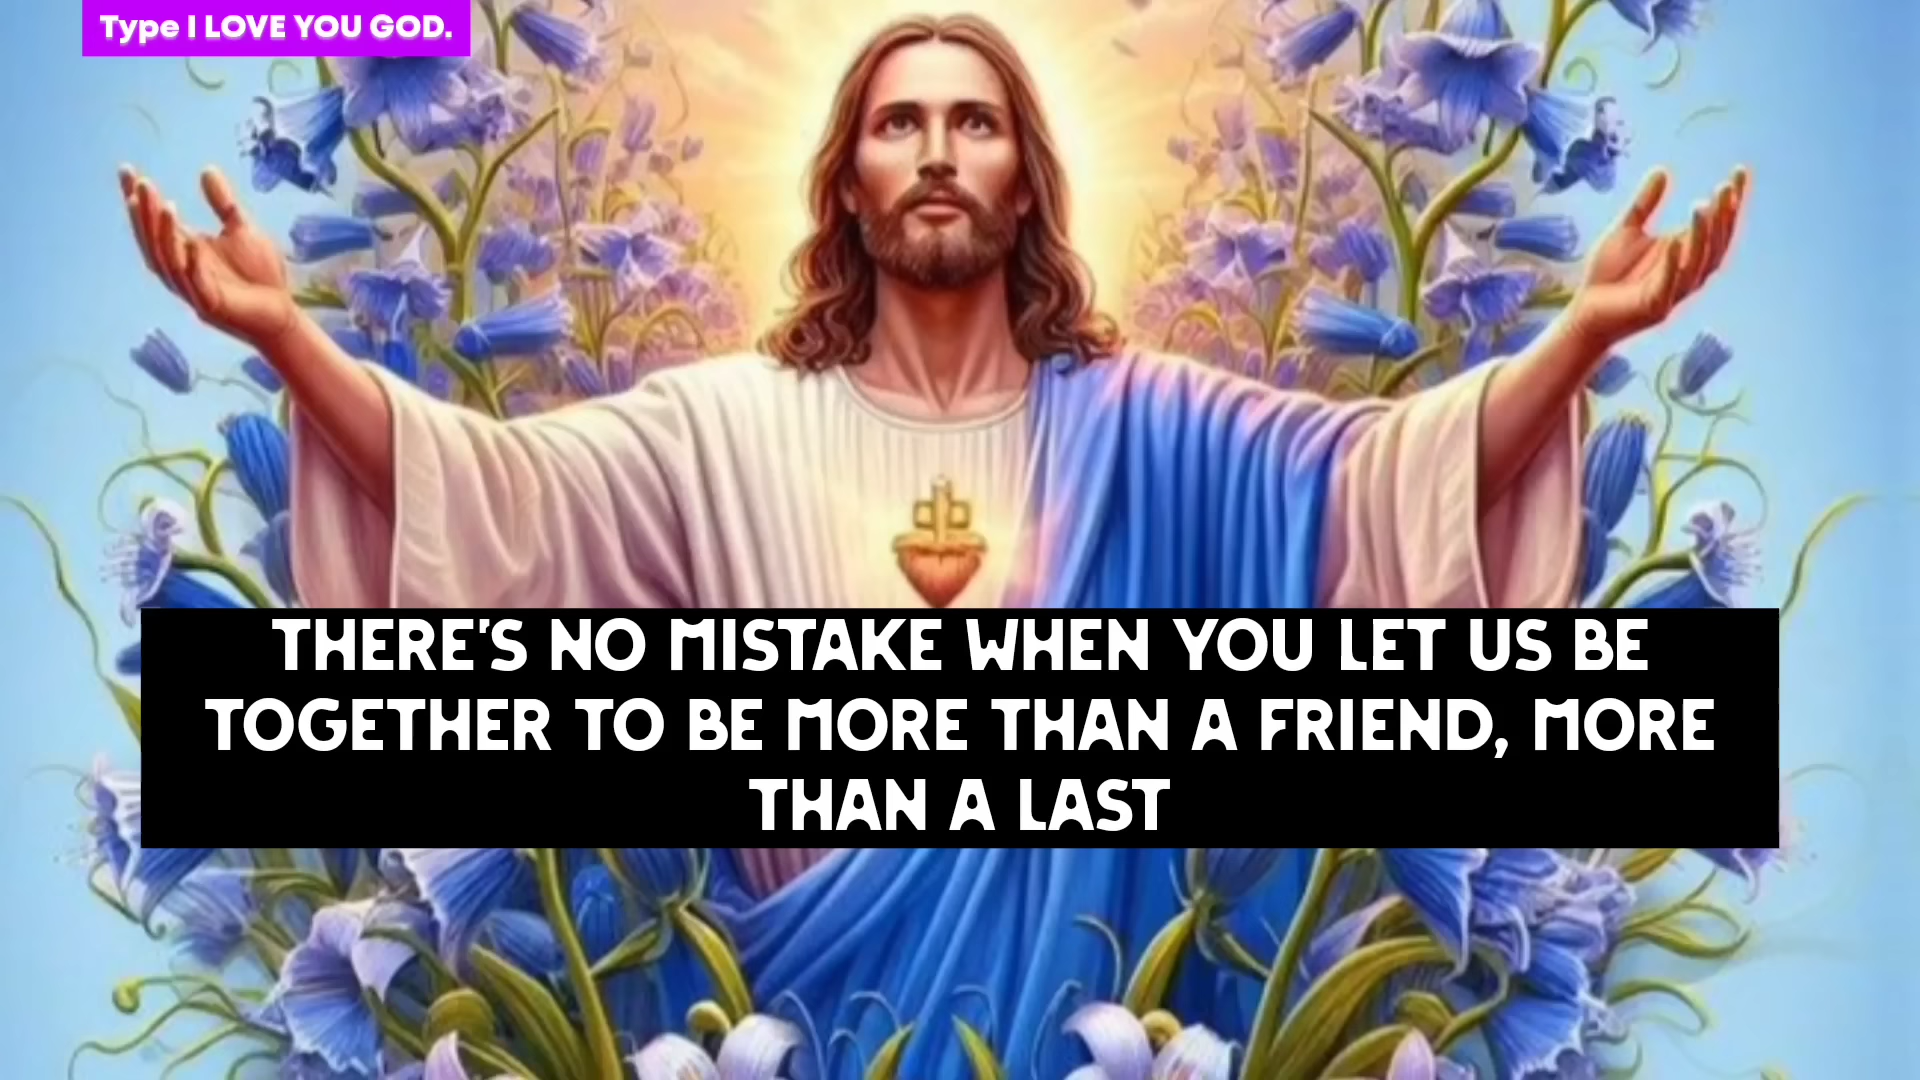 Type I LOVE YOU GOD.
THERE'S NO MISTAKE WHEN YOU LET US BE
TOGETHER TO BE MORE THAN A FRIEND, MORE
THAN A LAST